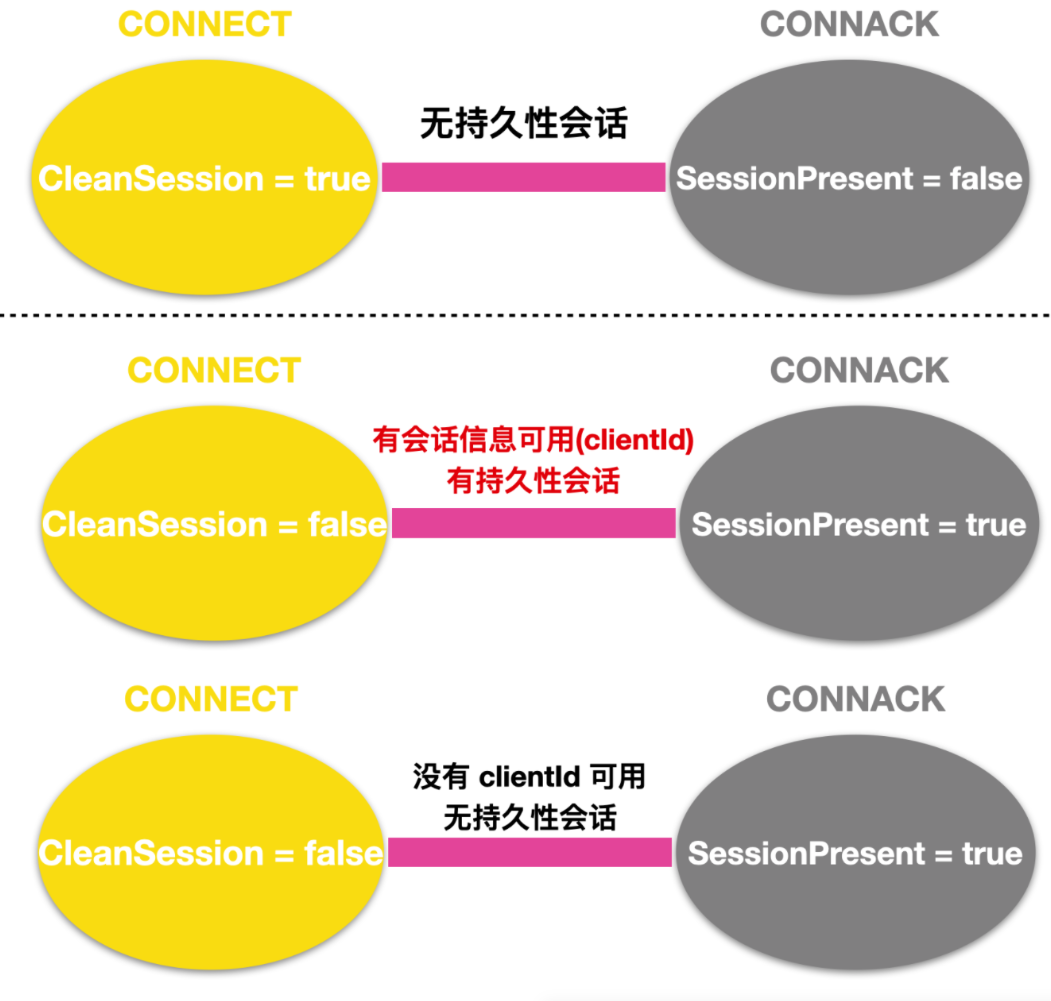 CONNECT
CONNACK
无持久性会话
CleanSession = true
SessionPresent = false
CONNECT
CONNACK
有会话信息可用(clientId)
有持久性会话
CleanSession = false
SessionPresent = true
CONNECT
CONNACK
没有 clientId 可用
无持久性会话
CleanSession = false
SessionPresent = true